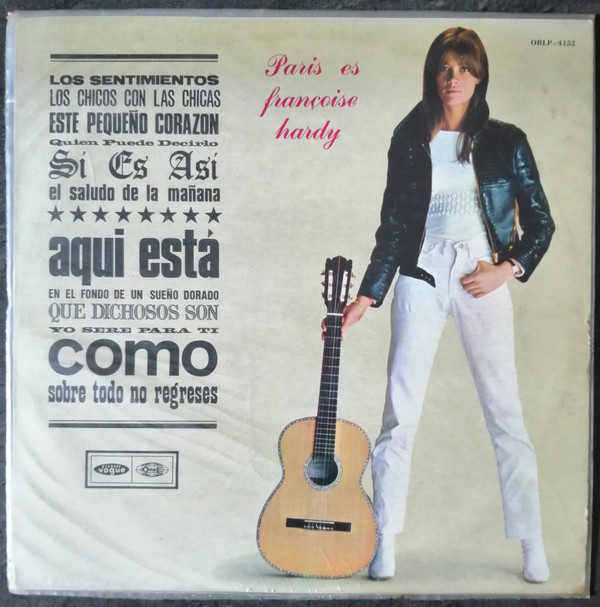 ORLP-4152
Paris es
françoise
hardy
LOS SENTIMIENTOS
LOS CHICOS CON LAS CHICAS
ESTE PEQUEÑO CORAZON
Quien Puede Decirlo
Si Es Asi
el saludo de la mañana
aqui está
EN EL FONDO DE UN SUEÑO DORADO
QUE DICHOSOS SON
YO SERE PARA TI
como
sobre todo no regreses
vogue